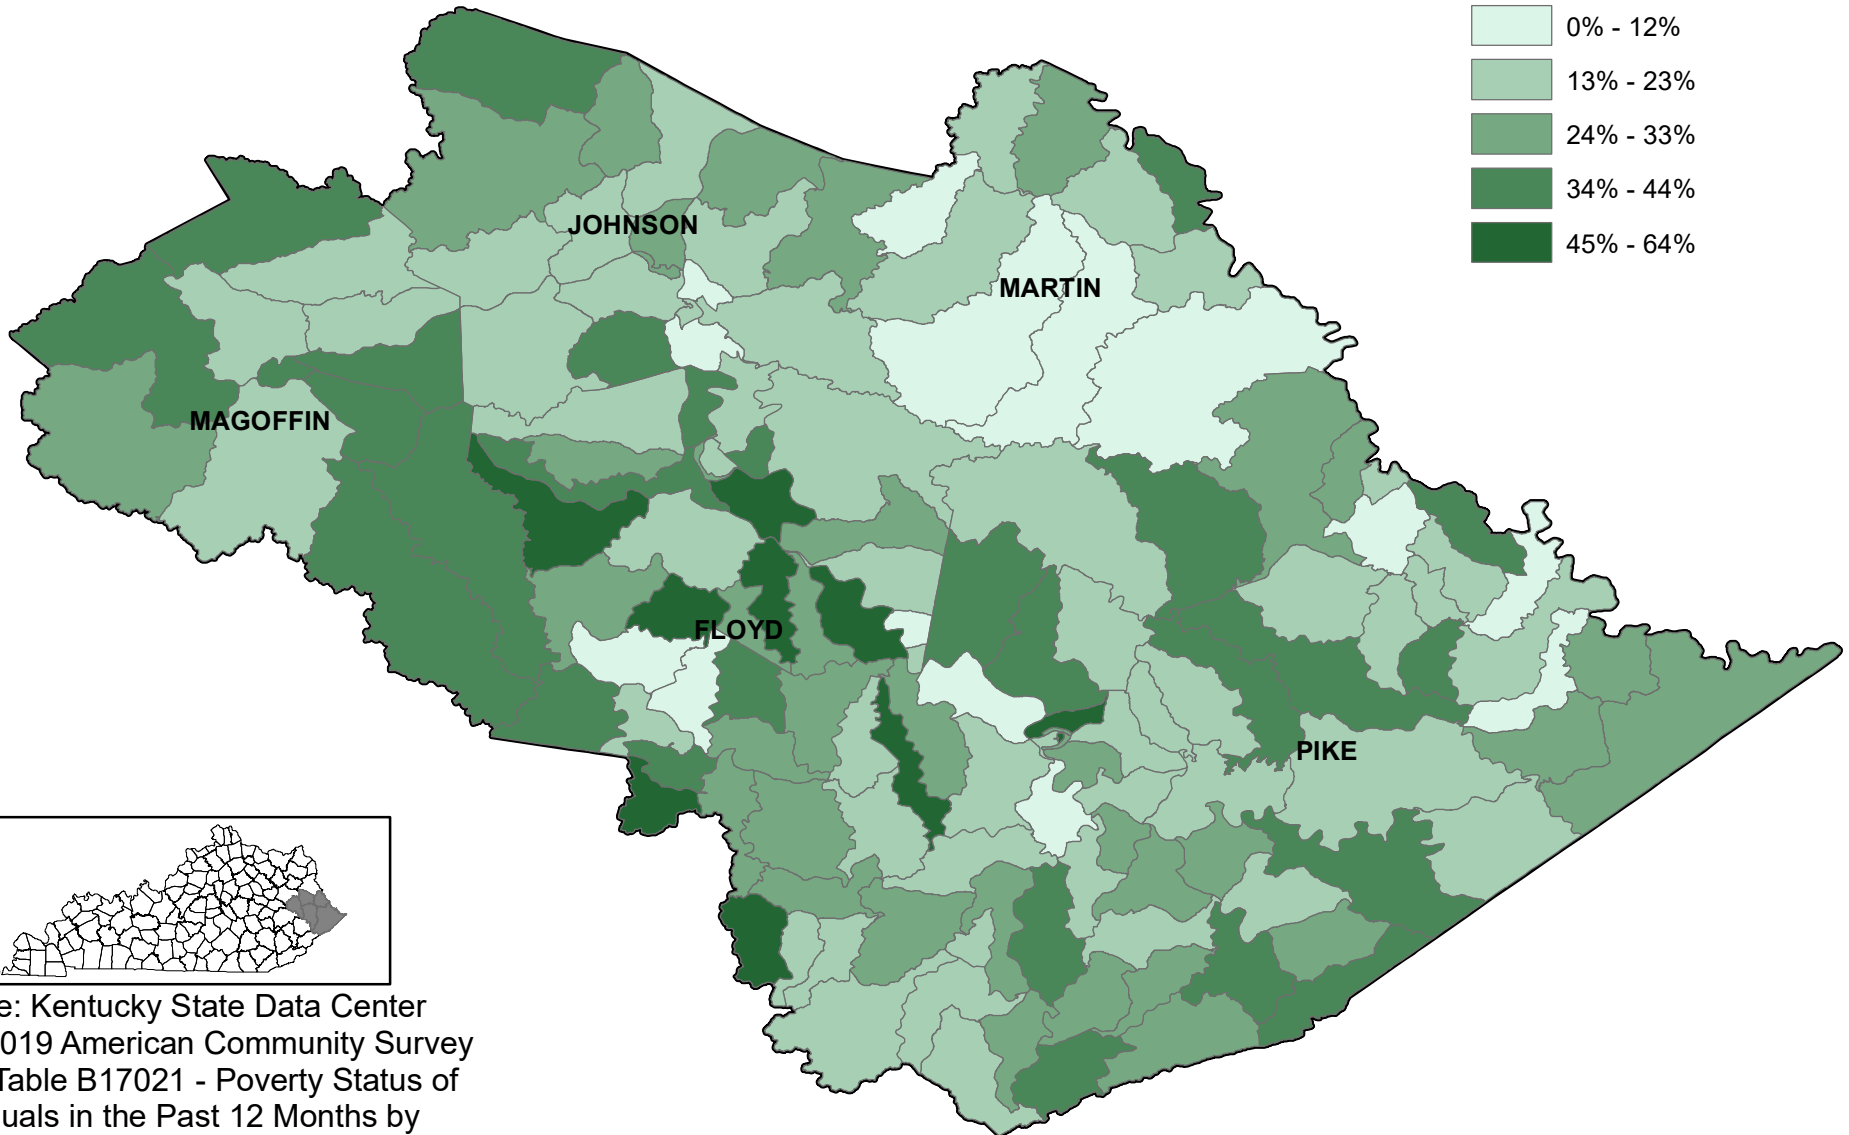 0% - 12%
13% - 23%
24% - 33%
34% - 44%
45% - 64%
JOHNSON
MARTIN
MAGOFFIN
FLOYD
PIKE
e: Kentucky State Data Center
019 American Community Survey
Table B17021 - Poverty Status of
uals in the Past 12 Months by